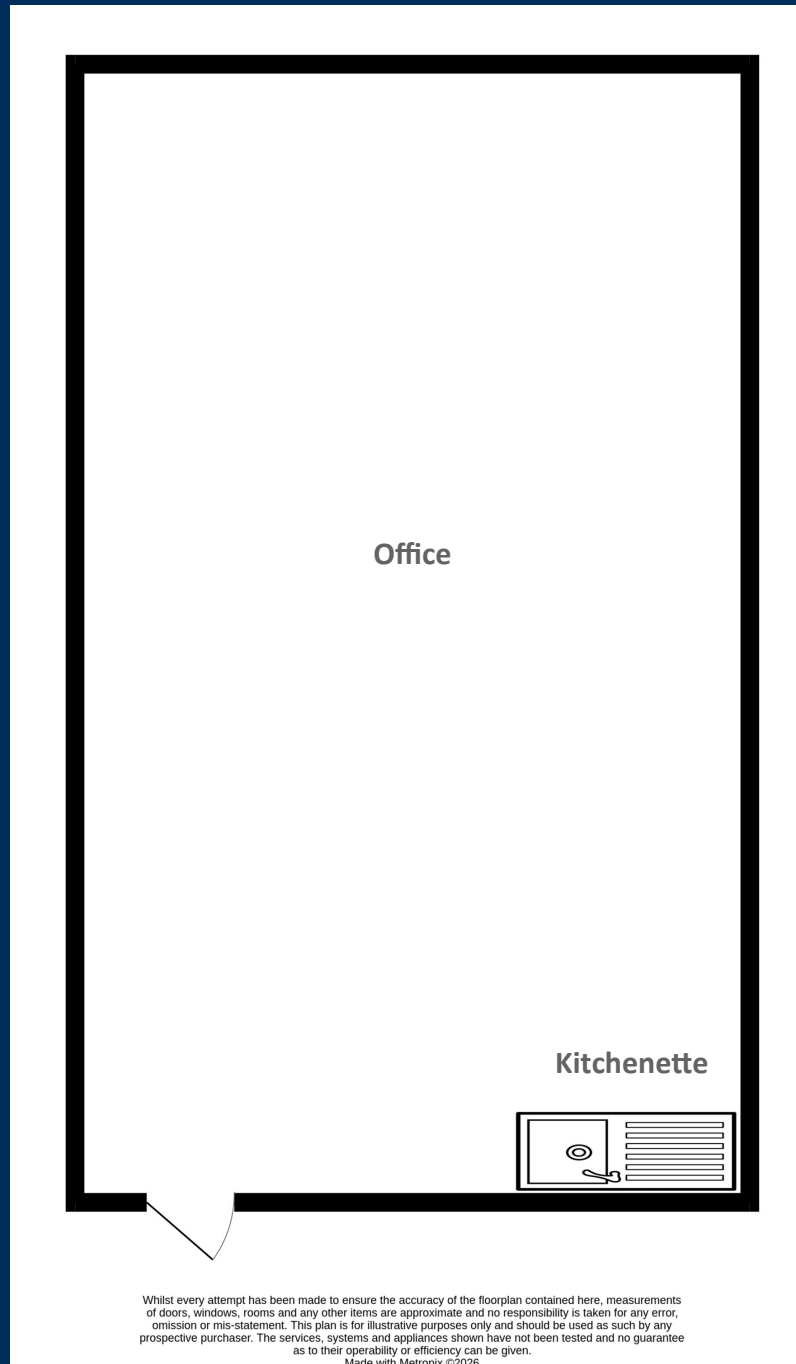 Office
Kitchenette
Whilst every attempt has been made to ensure the accuracy of the floorplan contained here, measurements
of doors, windows, rooms and any other items are approximate and no responsibility is taken for any error,
omission or mis-statement. This plan is for illustrative purposes only and should be used as such by any
prospective purchaser. The services, systems and appliances shown have not been tested and no guarantee
as to their operability or efficiency can be given.
Made with Metropix ©2026